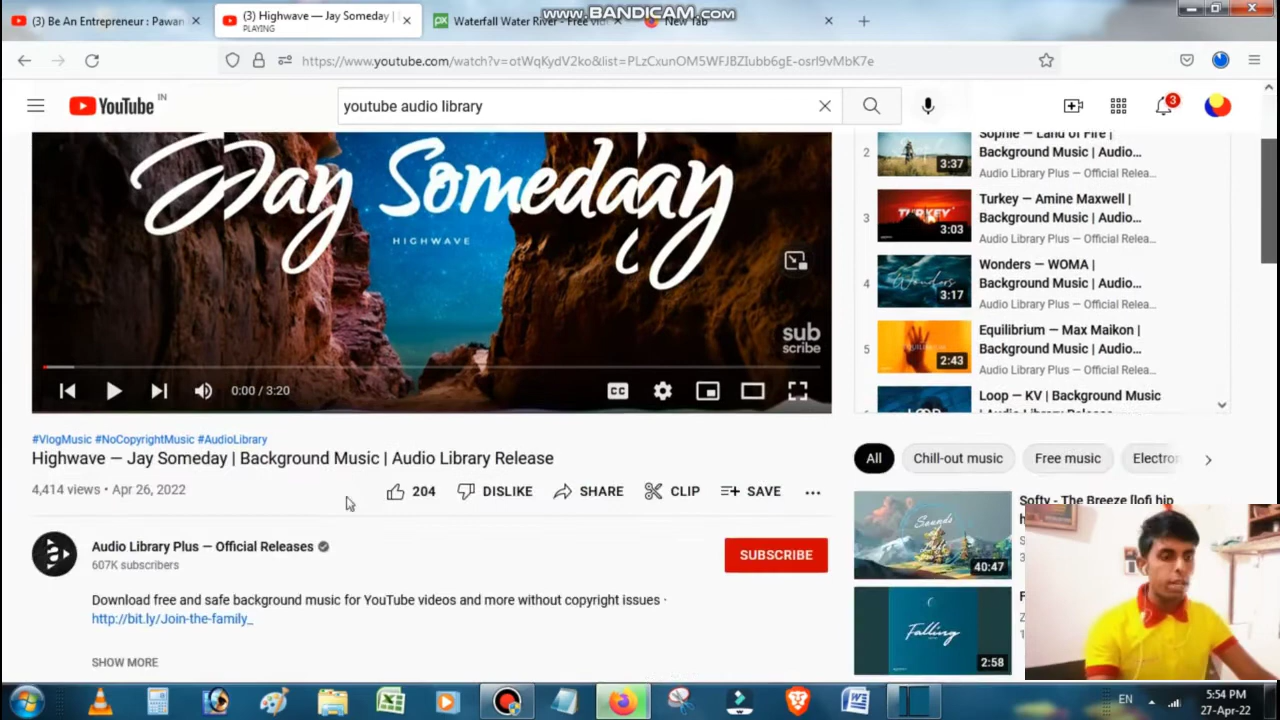 www.BANDICAM.com
(3) Be An Entrepreneur : Pawan
(3) Highwave — Jay Someday |
PLAYING
Waterfall Water River - Free vid
New Tab
https://www.youtube.com/watch?v=otWqKpdV2ko&list=PLzCxunOM5WFJBZIubb6gE-osrl9vMbK7e
YouTube IN
youtube audio library
3
Jay Someday
HIGHWAVE
sub
scribe
0:00 / 3:20
CC
2
3:37
Sophie — Land of Fire |
Background Music | Audio...
Audio Library Plus — Official Relea...
3
TURKEY
3:03
Turkey — Amine Maxwell |
Background Music | Audio...
Audio Library Plus — Official Relea...
4
Wonders
3:17
Wonders — WOMA |
Background Music | Audio...
Audio Library Plus — Official Relea...
5
2:43
Equilibrium — Max Maikon |
Background Music | Audio...
Audio Library Plus — Official Relea...
Loop — KV | Background Music
#VlogMusic #NoCopyrightMusic #AudioLibrary
Highwave — Jay Someday | Background Music | Audio Library Release
4,414 views • Apr 26, 2022
204
DISLIKE
SHARE
CLIP
SAVE
Audio Library Plus — Official Releases
607K subscribers
SUBSCRIBE
Download free and safe background music for YouTube videos and more without copyright issues ·
http://bit.ly/Join-the-family_
SHOW MORE
All
Chill-out music
Free music
Electron
Sounds
40:47
Softy - The Breeze [lofi hip
Falling
2:58
EN
5:54 PM
27-Apr-22